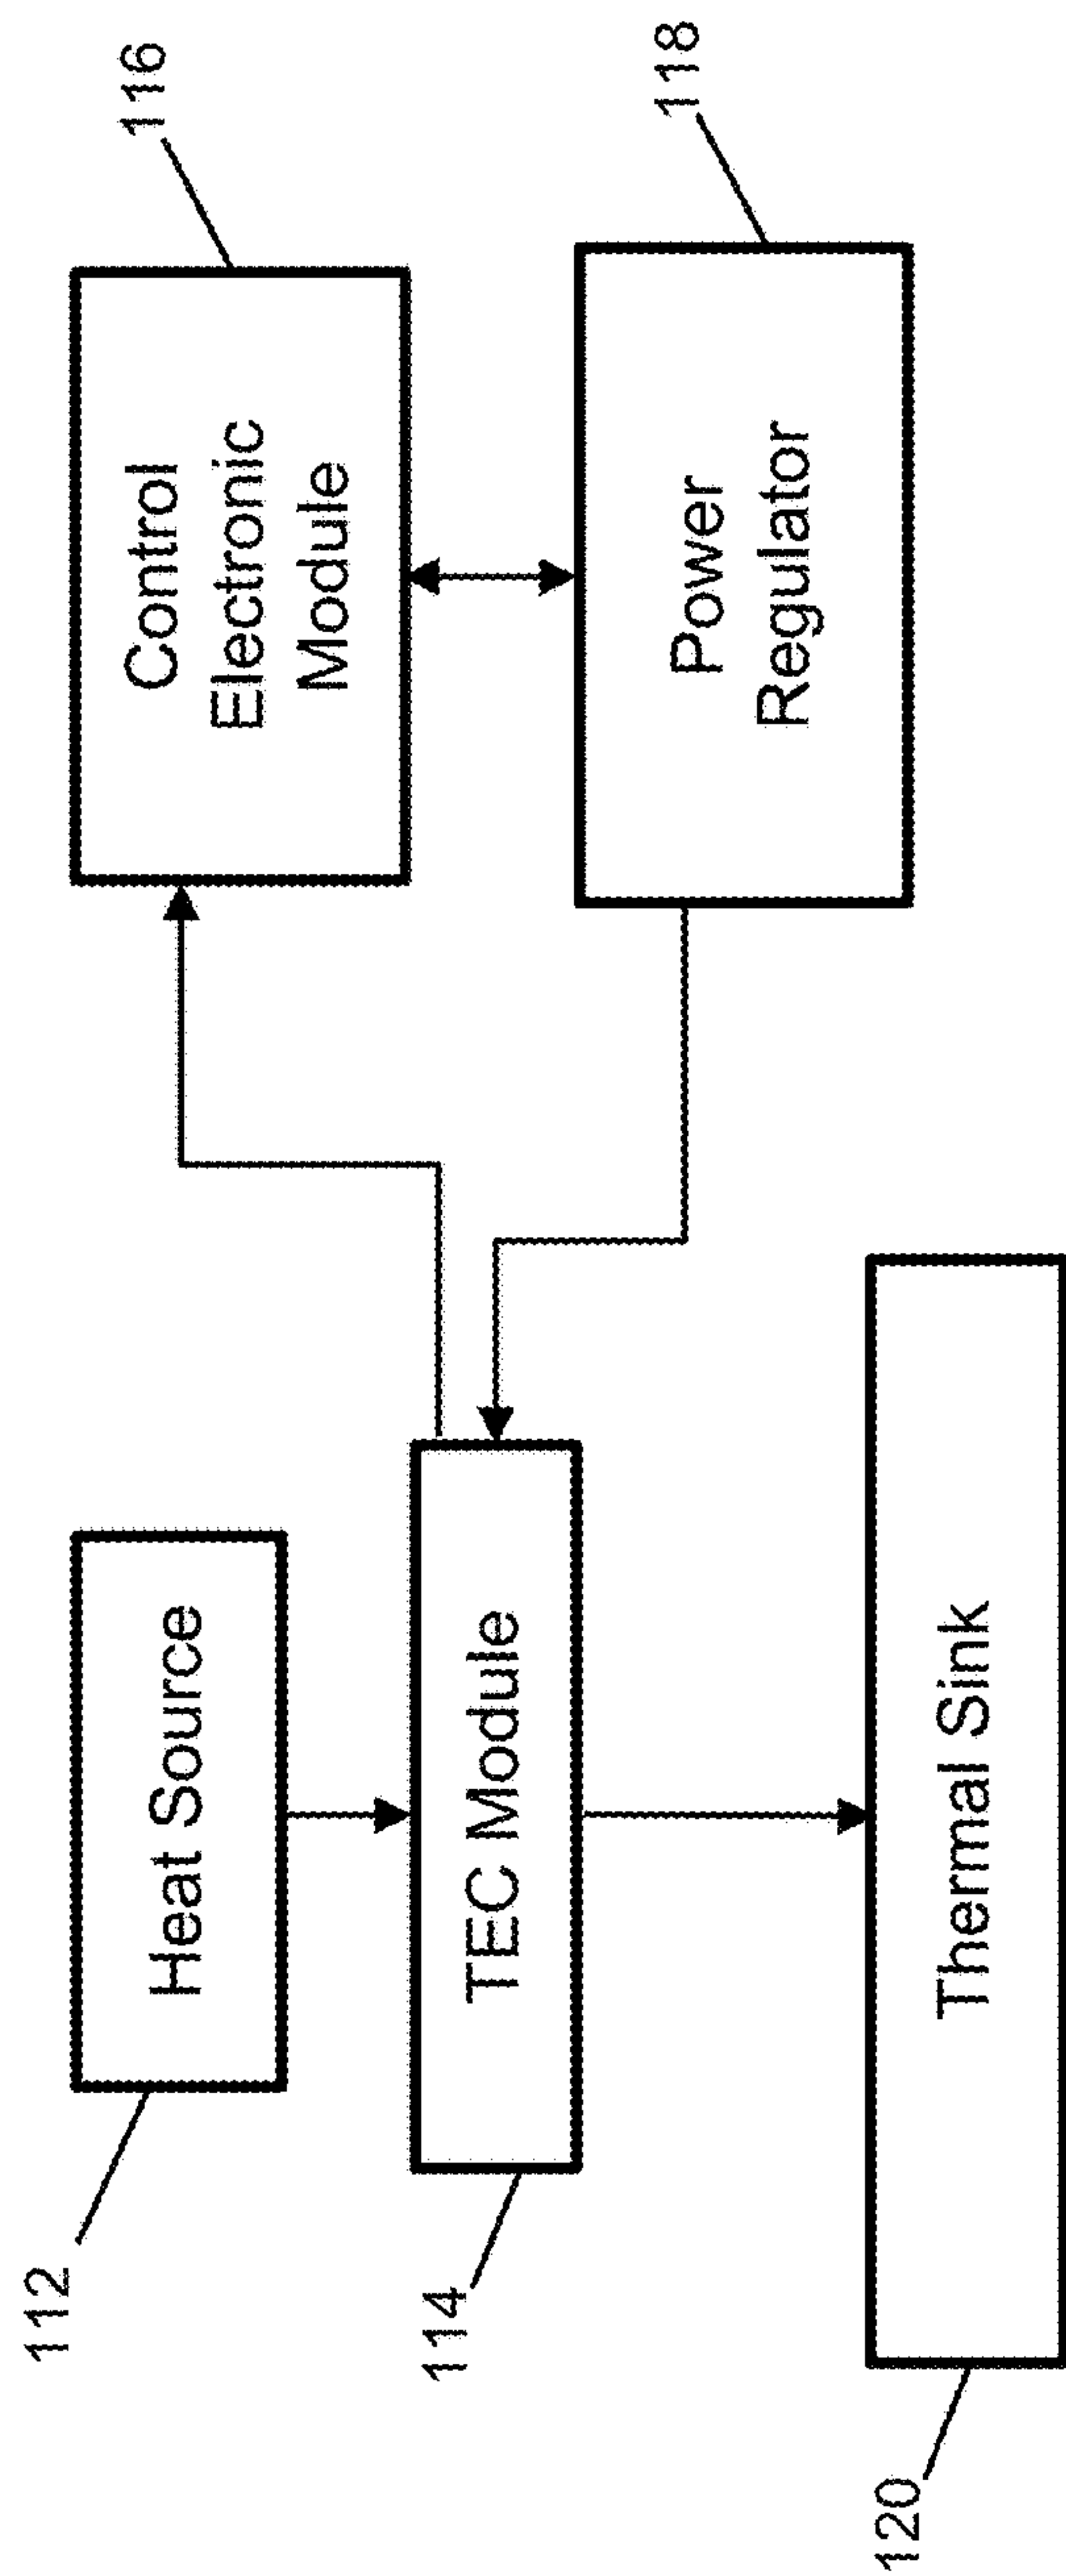 112
Heat Source
114
TEC Module
120
Thermal Sink
116
Control
Electronic
Module
118
Power
Regulator